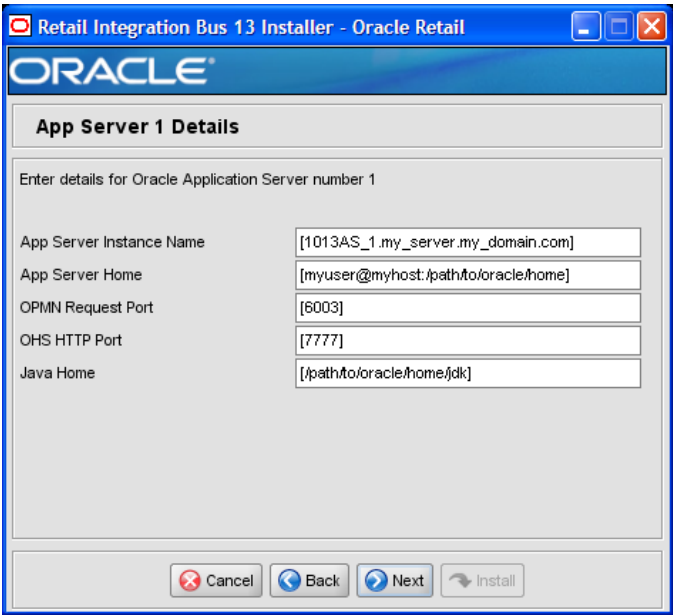 Retail Integration Bus 13 Installer - Oracle Retail
ORACLE
App Server 1 Details
Enter details for Oracle Application Server number 1
App Server Instance Name [1013AS_1.my_server.my_domain.com]
App Server Home [myuser@myhost:/path/to/oracle/home]
OPMN Request Port [6003]
OHS HTTP Port [7777]
Java Home [/path/to/oracle/home/jdk]
Cancel Back Next Install